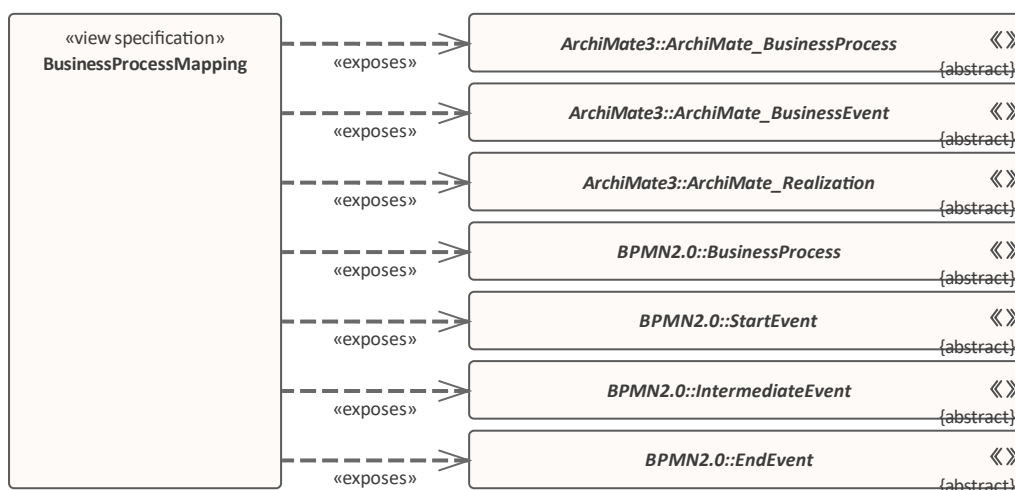 «view specification»
BusinessProcessMapping
«exposes»
ArchiMate3::ArchiMate_BusinessProcess
{abstract}
«exposes»
ArchiMate3::ArchiMate_BusinessEvent
{abstract}
«exposes»
ArchiMate3::ArchiMate_Realization
{abstract}
«exposes»
BPMN2.0::BusinessProcess
{abstract}
«exposes»
BPMN2.0::StartEvent
{abstract}
«exposes»
BPMN2.0::IntermediateEvent
{abstract}
«exposes»
BPMN2.0::EndEvent
{abstract}